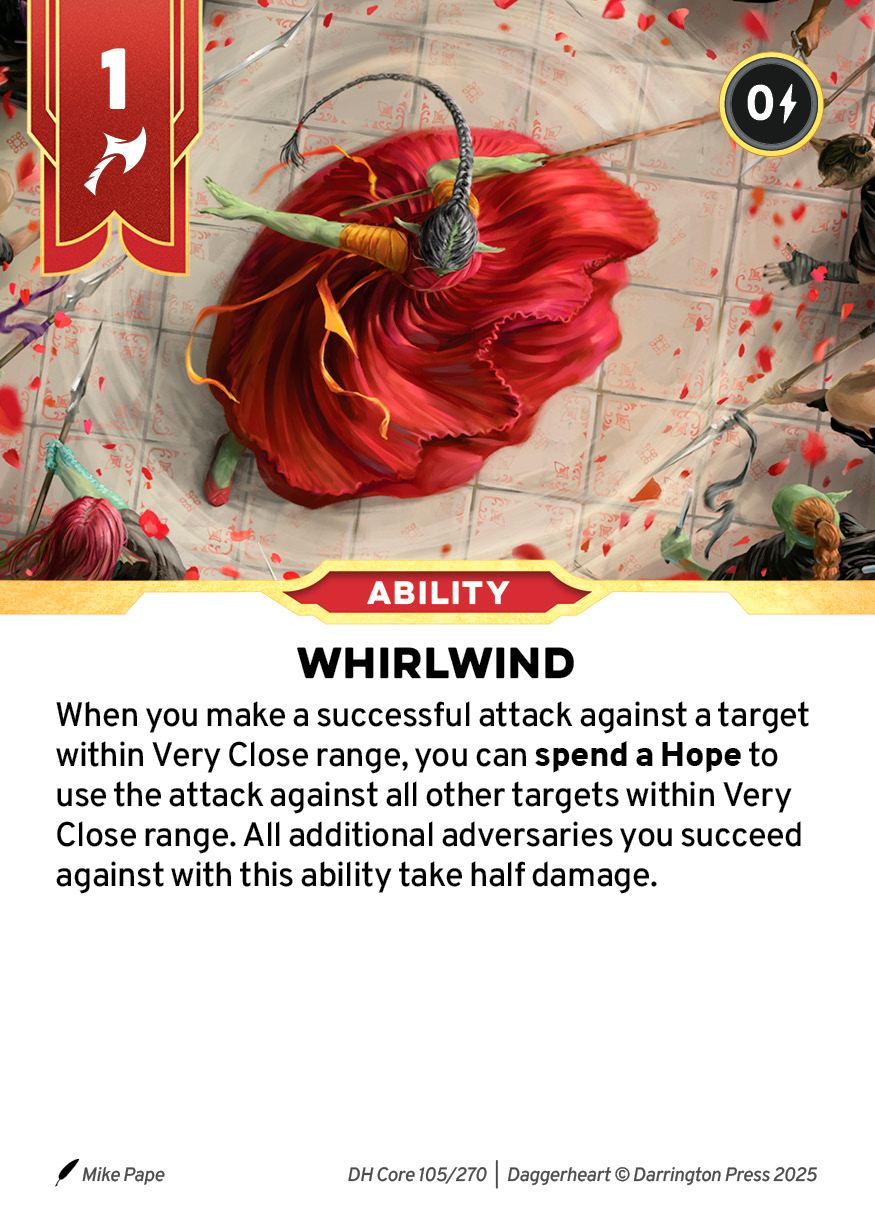 1
0
ABILITY
WHIRLWIND
When you make a successful attack against a target
within Very Close range, you can spend a Hope to
use the attack against all other targets within Very
Close range. All additional adversaries you succeed
against with this ability take half damage.
Mike Pape
DH Core 105/270 | Daggerheart © Darrington Press 2025